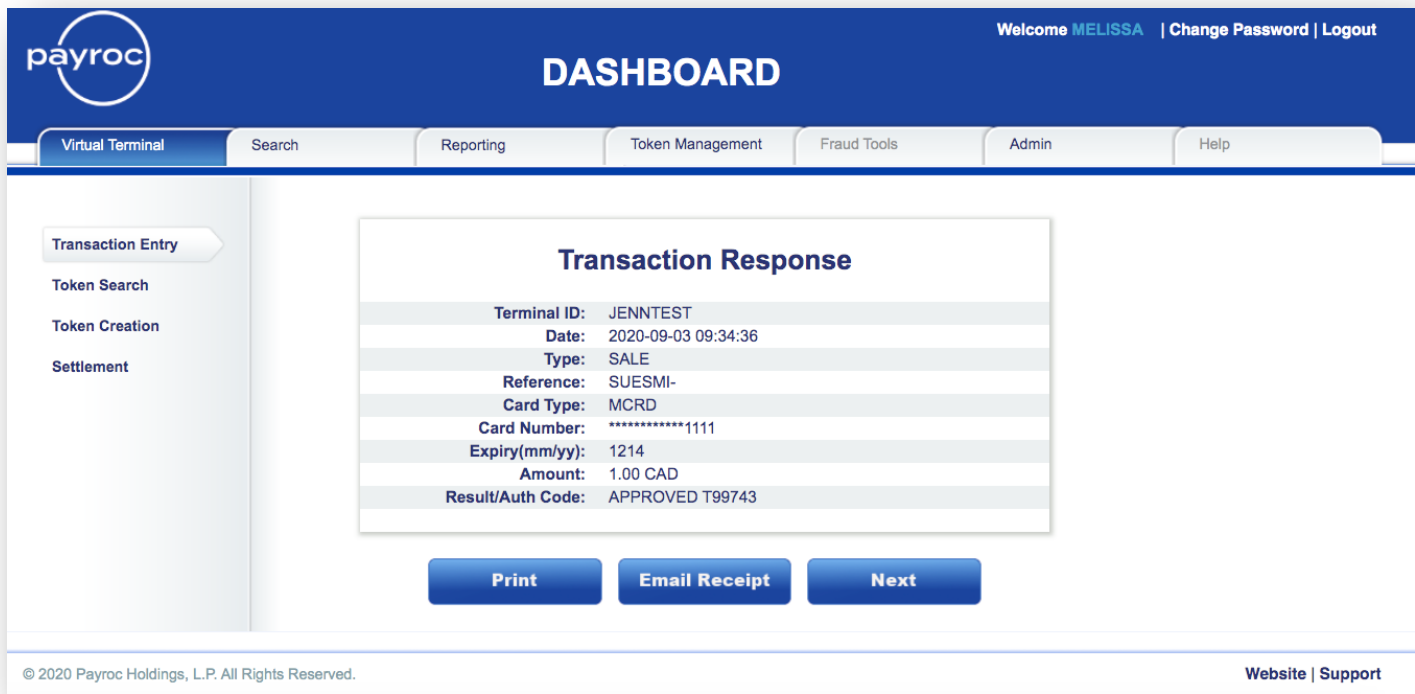 payroc
Welcome MELISSA | Change Password | Logout
DASHBOARD
Virtual Terminal Search Reporting Token Management Fraud Tools Admin Help
Transaction Entry
Token Search
Token Creation
Settlement
Transaction Response
Terminal ID: JENNTEST
Date: 2020-09-03 09:34:36
Type: SALE
Reference: SUESMI-
Card Type: MCRD
Card Number: ************1111
Expiry(mm/yy): 1214
Amount: 1.00 CAD
Result/Auth Code: APPROVED T99743
Print Email Receipt Next
© 2020 Payroc Holdings, L.P. All Rights Reserved. Website | Support